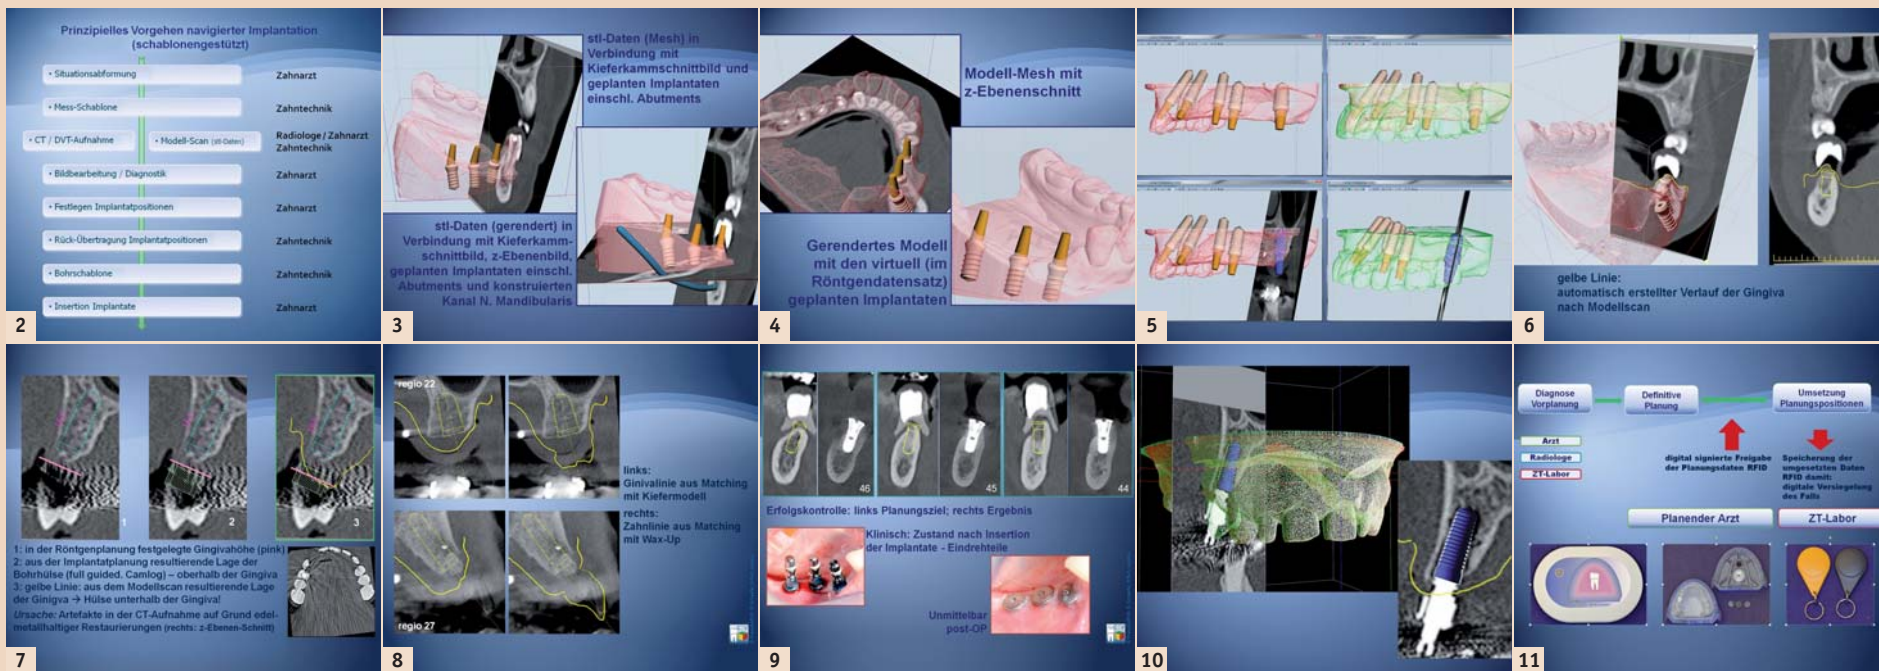 Prinzipielles Vorgehen navigierter Implantation
(schablonengestützt)
• Situationsabformung
Zahnarzt
• Mess-Schablone
Zahntechnik
• CT / DVT-Aufnahme
• Modell-Scan (stl-Daten)
Radiologe / Zahnarzt
Zahntechnik
• Bildbearbeitung / Diagnostik
Zahnarzt
• Festlegen Implantatpositionen
Zahnarzt
• Rück-Übertragung Implantatpositionen
Zahntechnik
• Bohrschablone
Zahntechnik
• Insertion Implantate
Zahnarzt
2
stl-Daten (Mesh) in
Verbindung mit
Kieferkammschnittbild und
geplanten Implantaten
einschl. Abutments
stl-Daten (gerendert) in
Verbindung mit Kieferkamm-
schnittbild, z-Ebenenbild,
geplanten Implantaten einschl.
Abutments und konstruierten
Kanal N. Mandibularis
3
Modell-Mesh mit
z-Ebenenschnitt
Gerendertes Modell
mit den virtuell (im
Röntgendatensatz)
geplanten Implantaten
4
5
gelbe Linie:
automatisch erstellter Verlauf der Gingiva
nach Modellscan
6
1
2
3
1: in der Röntgenplanung festgelegte Gingivahöhe (pink)
2: aus der Implantatplanung resultierende Lage der
Bohrhülse (full guided. Camlog) – oberhalb der Gingiva
3: gelbe Linie: aus dem Modellscan resultierende Lage
der Ginigva → Hülse unterhalb der Gingiva!
Ursache: Artefakte in der CT-Aufnahme auf Grund edel-
metallhaltiger Restaurierungen (rechts: z-Ebenen-Schnitt)
7
regio 22
links:
Ginivalinie aus Matching
mit Kiefermodell
rechts:
Zahnlinie aus Matching
mit Wax-Up
regio 27
8
46
45
44
Erfolgskontrolle: links Planungsziel; rechts Ergebnis
Klinisch: Zustand nach Insertion
der Implantate - Eindrehteile
Unmittelbar
post-OP
9
10
Diagnose
Vorplanung
Definitive
Planung
Umsetzung
Planungspositionen
Arzt
Radiologe
ZT-Labor
digital signierte Freigabe
der Planungsdaten RFID
Speicherung der
umgesetzten Daten
RFID damit:
digitale Versiegelung
des Falls
Planender Arzt
ZT-Labor
11